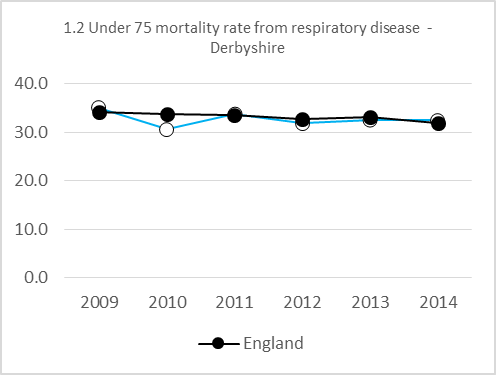 1.2 Under 75 mortality rate from respiratory disease -
Derbyshire
40.0
30.0
20.0
10.0
0.0
2009 2010 2011 2012 2013 2014
England